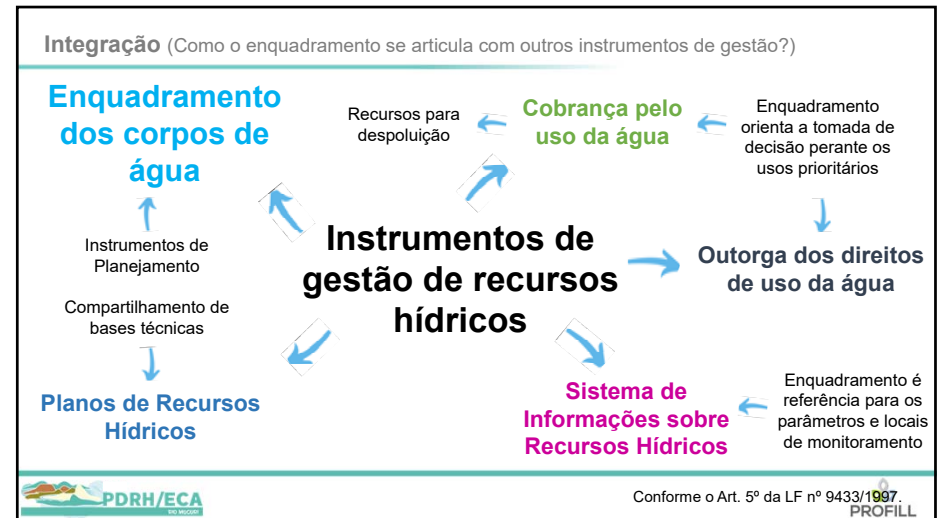 Integração (Como o enquadramento se articula com outros instrumentos de gestão?)
Enquadramento
dos corpos de
água
Recursos para
despoluição
Cobrança pelo
uso da água
Enquadramento
orienta a tomada de
decisão perante os
usos prioritários
Instrumentos de
Planejamento
Compartilhamento de
bases técnicas
Instrumentos de
gestão de recursos
hídricos
Outorga dos direitos
de uso da água
Planos de Recursos
Hídricos
Sistema de
Informações sobre
Recursos Hídricos
Enquadramento é
referência para os
parâmetros e locais
de monitoramento
PDRH/ECA
RIO MUCURI
Conforme o Art. 5º da LF nº 9433/1997.
PROFILL